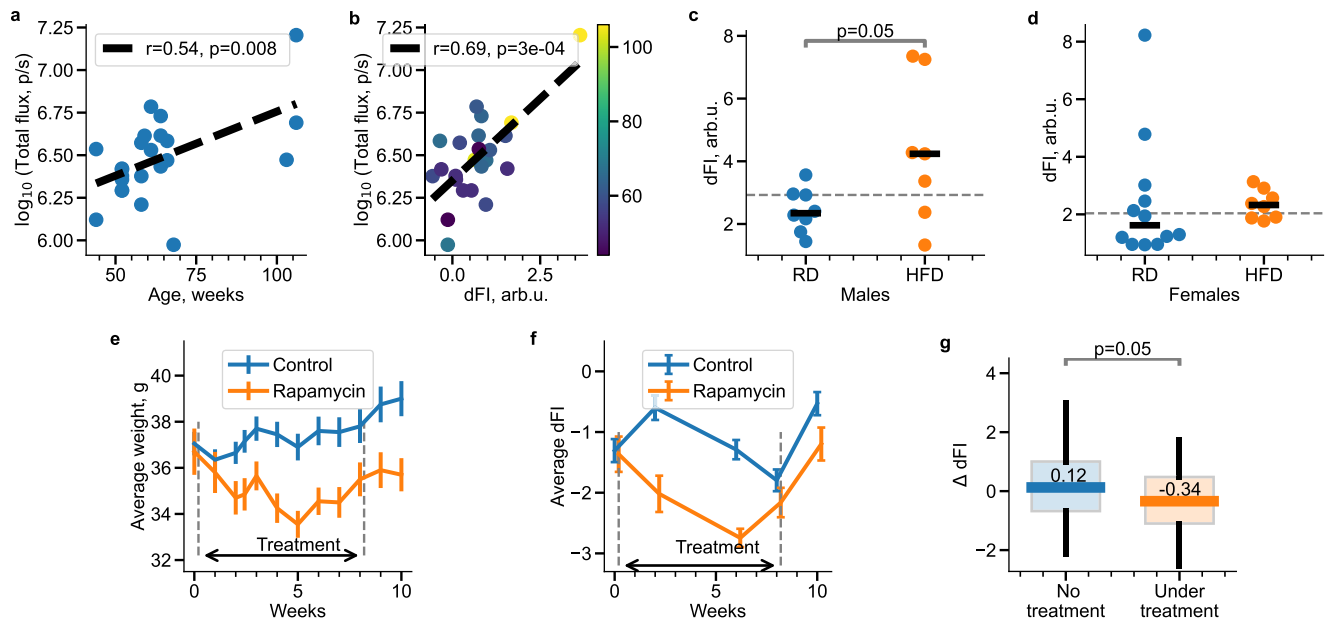 a
7.25
7.00
6.75
6.50
6.25
6.00
log10 (Total flux, p/s)
r=0.54, p=0.008
50
75
100
Age, weeks
b
7.25
7.00
6.75
6.50
6.25
6.00
log10 (Total flux, p/s)
r=0.69, p=3e-04
0.0
2.5
dFI, arb.u.
100
80
60
c
8
6
4
2
dFI, arb.u.
p=0.05
RD
HFD
Males
d
8
6
4
2
dFI, arb.u.
RD
HFD
Females
e
40
38
36
34
32
Average weight, g
Control
Rapamycin
Treatment
0
5
10
Weeks
f
0
−1
−2
−3
Average dFI
Control
Rapamycin
Treatment
0
5
10
Weeks
g
4
2
0
−2
Δ dFI
p=0.05
0.12
-0.34
No
treatment
Under
treatment